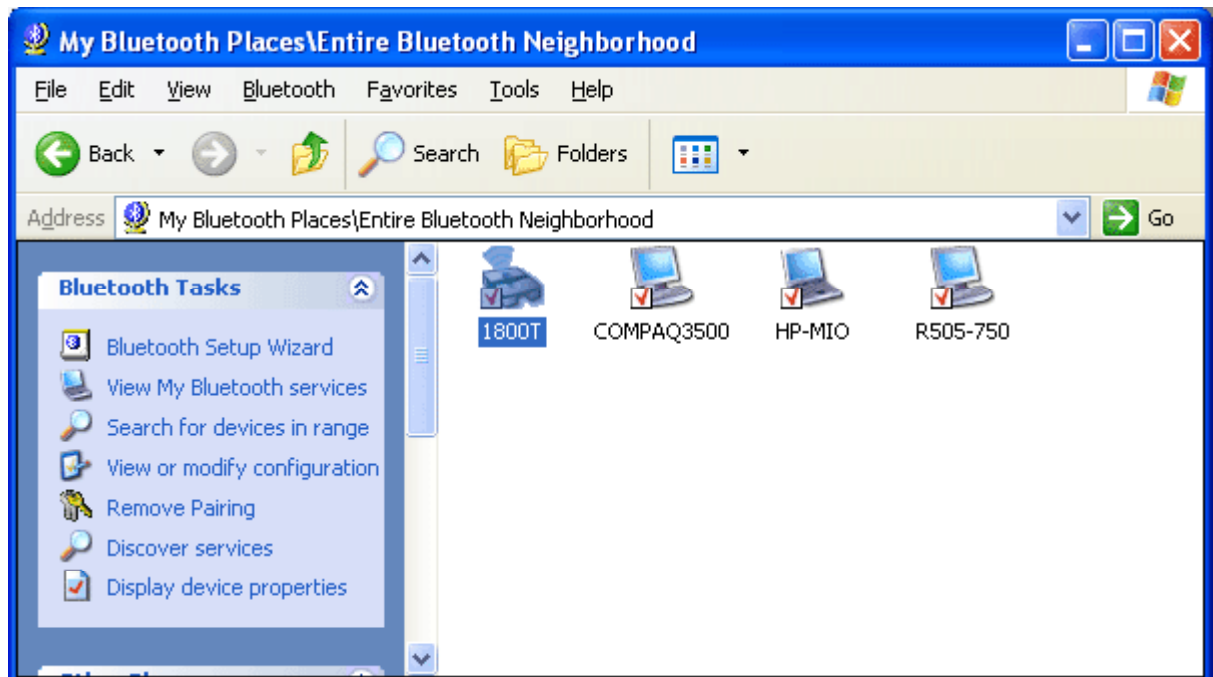 My Bluetooth Places\Entire Bluetooth Neighborhood
File Edit View Bluetooth Favorites Tools Help
Back Search Folders
Address My Bluetooth Places\Entire Bluetooth Neighborhood Go
Bluetooth Tasks
Bluetooth Setup Wizard
View My Bluetooth services
Search for devices in range
View or modify configuration
Remove Pairing
Discover services
Display device properties
1800T COMPAQ3500 HP-MIO R505-750